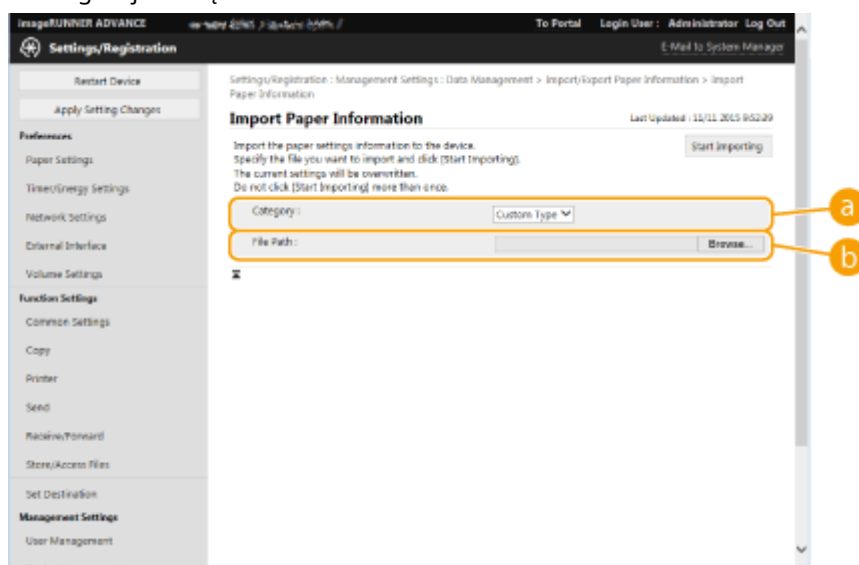 imageRUNNER ADVANCE
To Portal Login User : Administrator Log Out
Settings/Registration
E-Mail to System Manager
Restart Device
Apply Setting Changes
Preferences
Paper Settings
Timer/Energy Settings
Network Settings
External Interface
Volume Settings
Function Settings
Common Settings
Copy
Printer
Send
Receive/Forward
Store/Access Files
Set Destination
Management Settings
User Management
Settings/Registration : Management Settings : Data Management > Import/Export Paper Information > Import
Paper Information
Import Paper Information
Last Updated : 11/11 2015 9:52:39
Import the paper settings information to the device.
Specify the file you want to import and click [Start Importing].
The current settings will be overwritten.
Do not click [Start Importing] more than once.
Start Importing
Category :
Custom Type
a
File Path :
Browse...
b